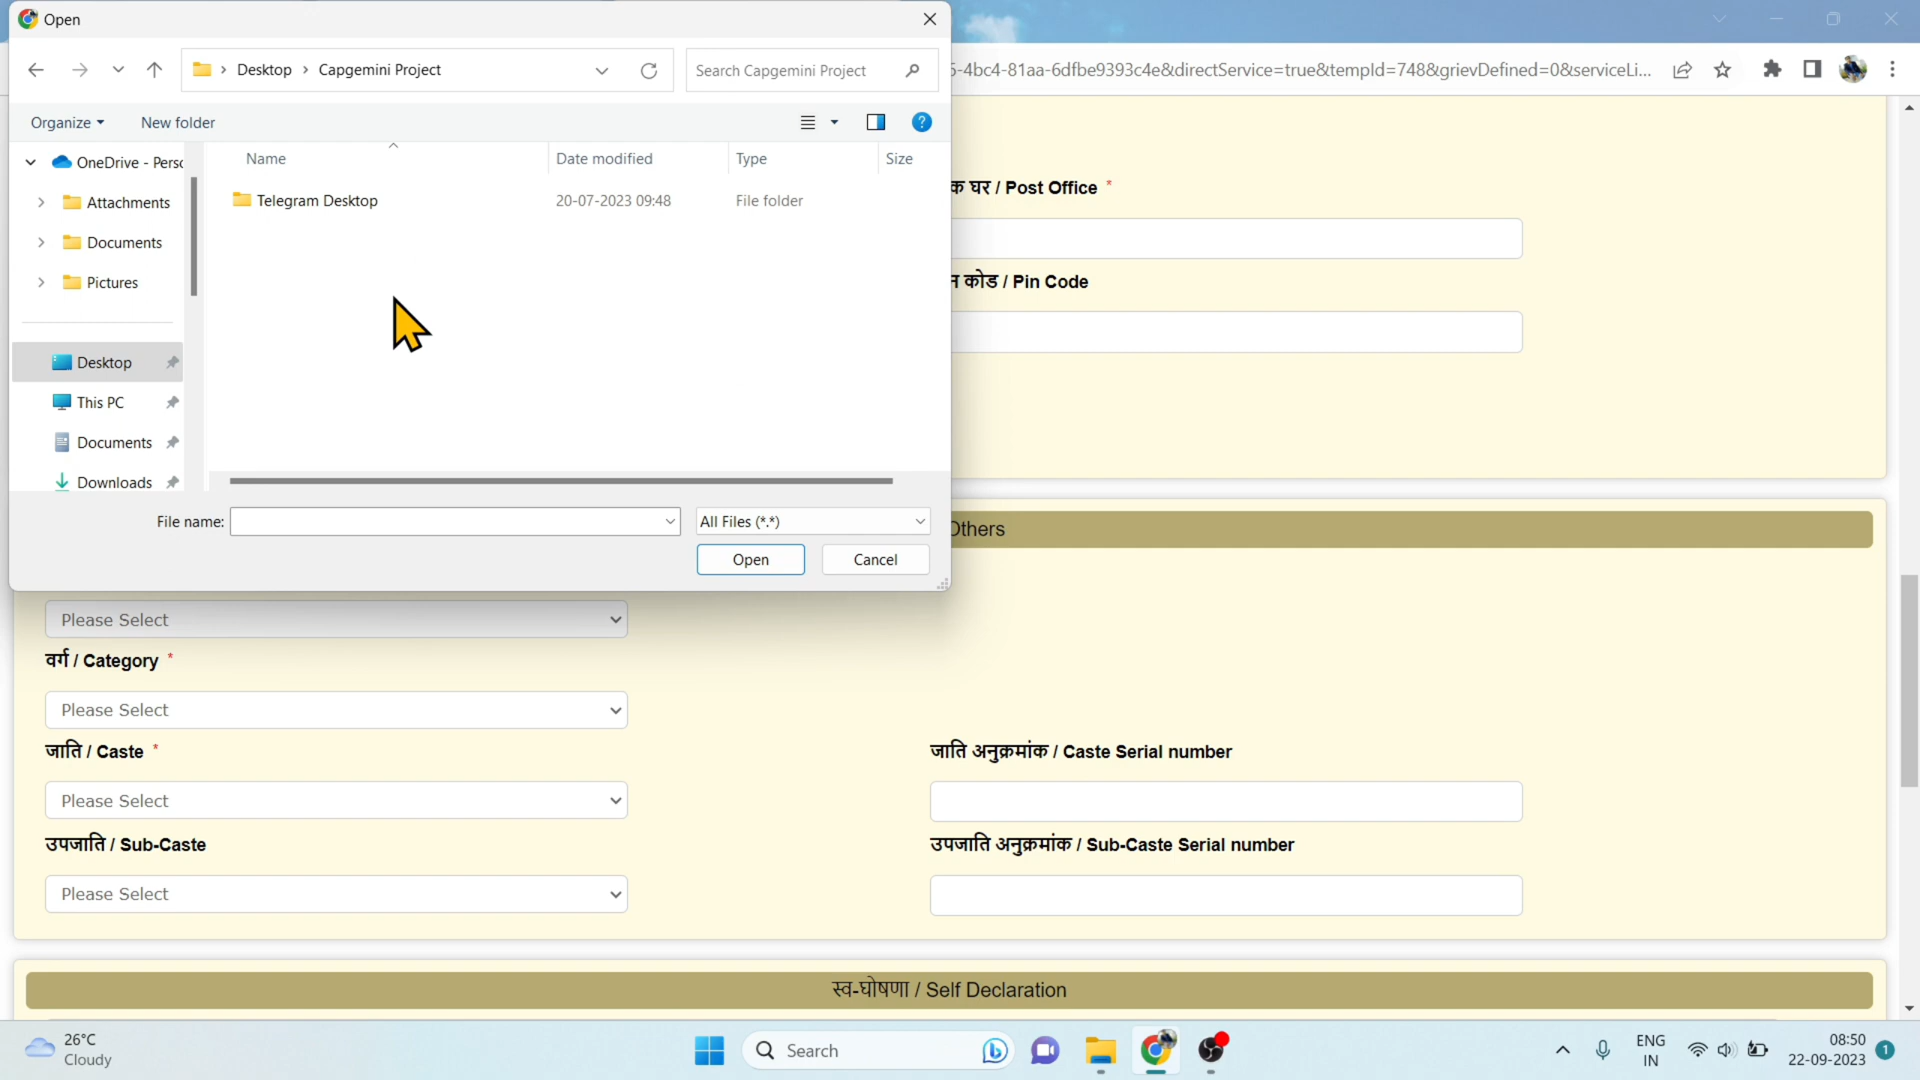 Open
Desktop > Capgemini Project
Search Capgemini Project
5-4bc4-81aa-6dfbe9393c4e&directService=true&tempId=748&grievDefined=0&serviceLi...
Organize
New folder
Name
Date modified
Type
Size
OneDrive - Perso
Attachments
Documents
Pictures
Desktop
This PC
Documents
Downloads
Telegram Desktop
20-07-2023 09:48
File folder
File name:
All Files (*.*)
Open
Cancel
क घर / Post Office *
न कोड / Pin Code
Others
Please Select
वर्ग / Category *
Please Select
जाति / Caste *
जाति अनुक्रमांक / Caste Serial number
Please Select
उपजाति / Sub-Caste
उपजाति अनुक्रमांक / Sub-Caste Serial number
Please Select
स्व-घोषणा / Self Declaration
26°C
Cloudy
Search
ENG
IN
08:50
22-09-2023
1